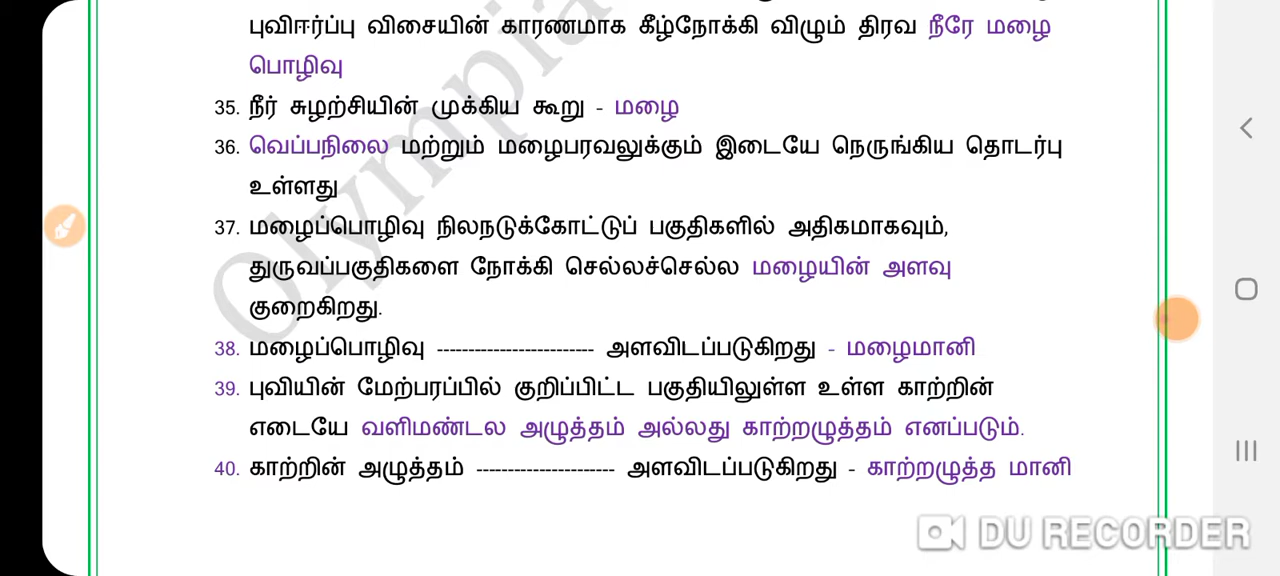 புவிஈர்ப்பு விசையின் காரணமாக கீழ்நோக்கி விழும் திரவ நீரே மழை
பொழிவு
35. நீர் சுழற்சியின் முக்கிய கூறு - மழை
36. வெப்பநிலை மற்றும் மழைபரவலுக்கும் இடையே நெருங்கிய தொடர்பு
உள்ளது
37. மழைப்பொழிவு நிலநடுக்கோட்டுப் பகுதிகளில் அதிகமாகவும்,
துருவப்பகுதிகளை நோக்கி செல்லச்செல்ல மழையின் அளவு
குறைகிறது.
38. மழைப்பொழிவு ------------------------- அளவிடப்படுகிறது - மழைமானி
39. புவியின் மேற்பரப்பில் குறிப்பிட்ட பகுதியிலுள்ள உள்ள காற்றின்
எடையே வளிமண்டல அழுத்தம் அல்லது காற்றழுத்தம் எனப்படும்.
40. காற்றின் அழுத்தம் ---------------------- அளவிடப்படுகிறது - காற்றழுத்த மானி
Olympia
DU RECORDER